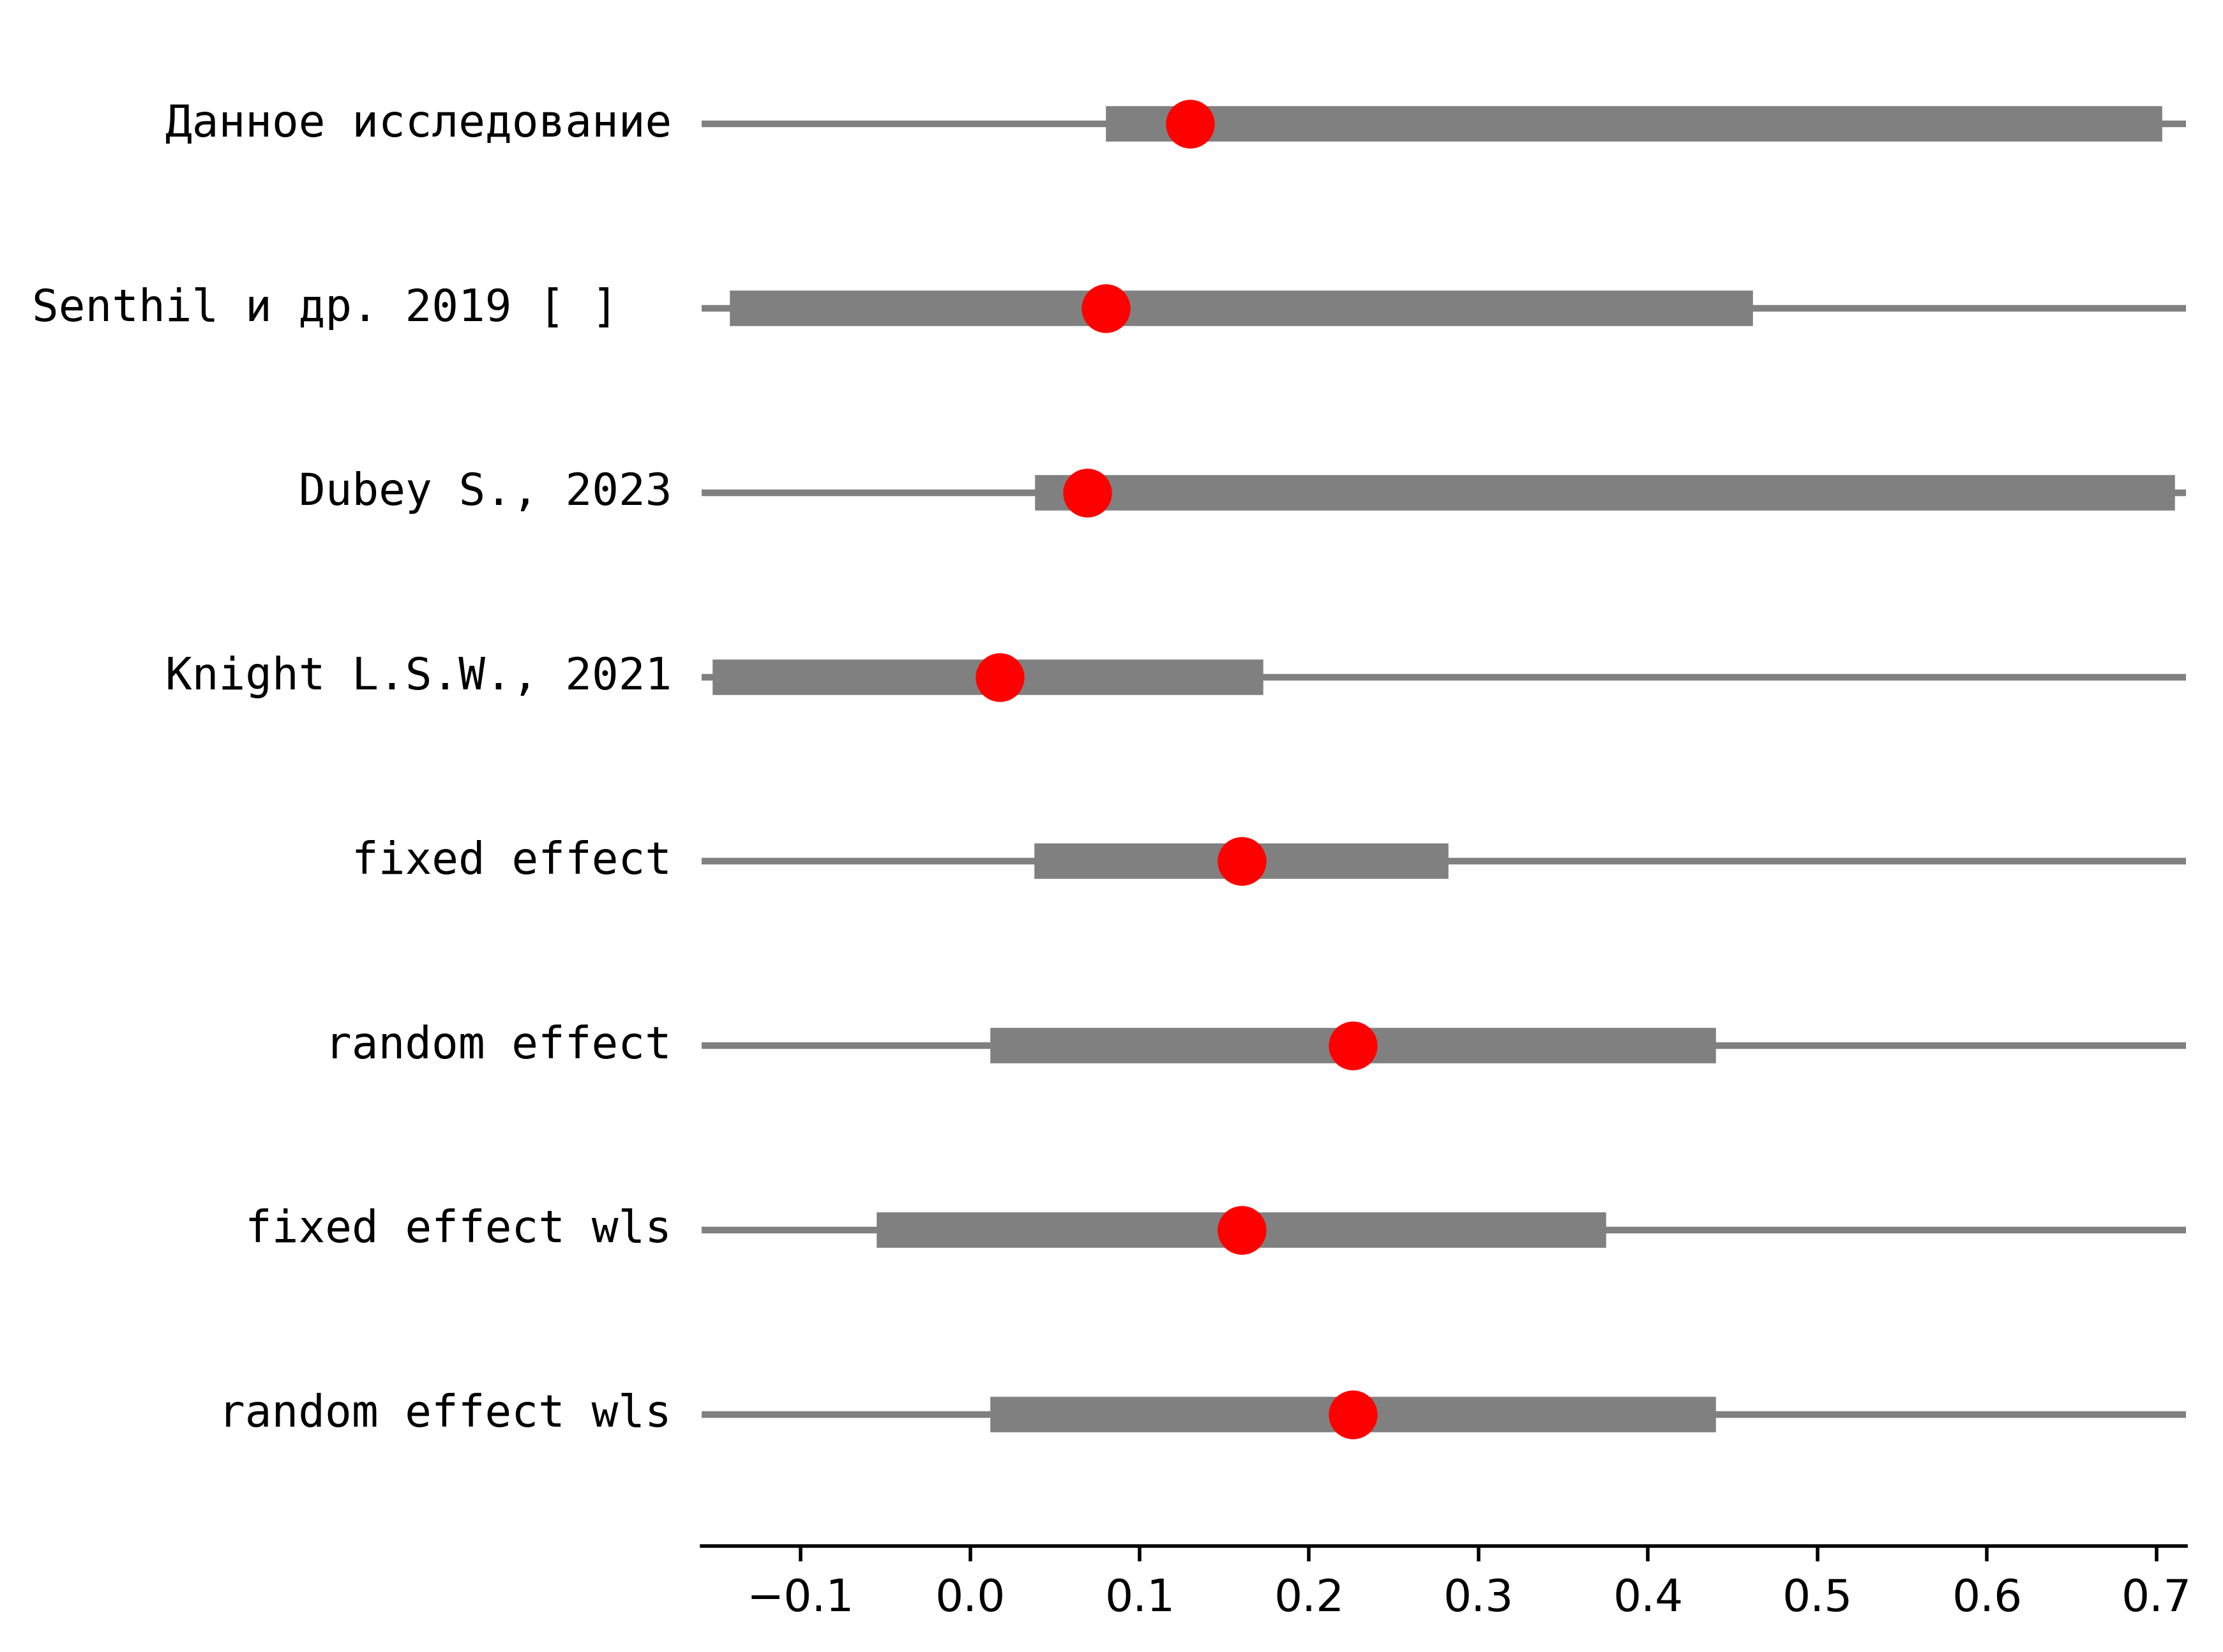 Данное исследование
Senthil и др. 2019 [ ]
Dubey S., 2023
Knight L.S.W., 2021
fixed effect
random effect
fixed effect wls
random effect wls
−0.1 0.0 0.1 0.2 0.3 0.4 0.5 0.6 0.7